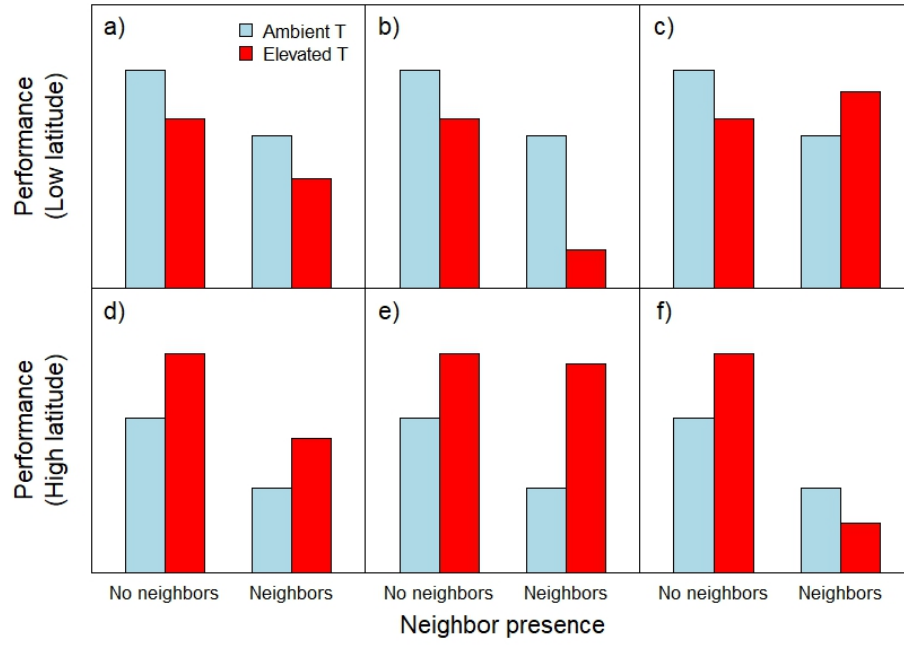 a)
Ambient T
Elevated T
b)
c)
Performance
(Low latitude)
d)
e)
f)
Performance
(High latitude)
No neighbors
Neighbors
No neighbors
Neighbors
No neighbors
Neighbors
Neighbor presence